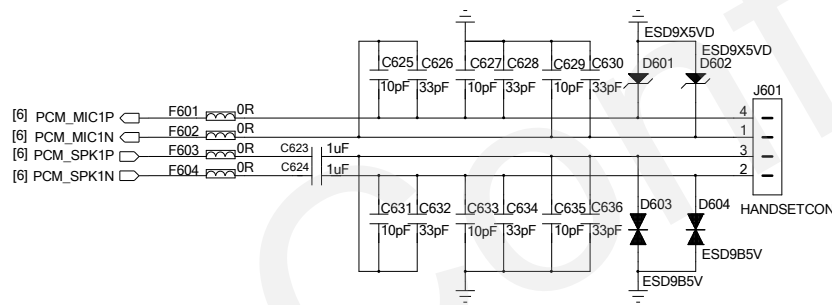 ESD9X5VD
ESD9X5VD
C625 C626 C627 C628 C629 C630 D601 D602
10pF 33pF 10pF 33pF 10pF 33pF
J601
[6] PCM_MIC1P F601 0R 4
[6] PCM_MIC1N F602 0R 1
[6] PCM_SPK1P F603 0R C623 1uF 3
[6] PCM_SPK1N F604 0R C624 1uF 2
C631 C632 C633 C634 C635 C636 D603 D604
10pF 33pF 10pF 33pF 10pF 33pF
HANDSETCON
ESD9B5V
ESD9B5V
Cont